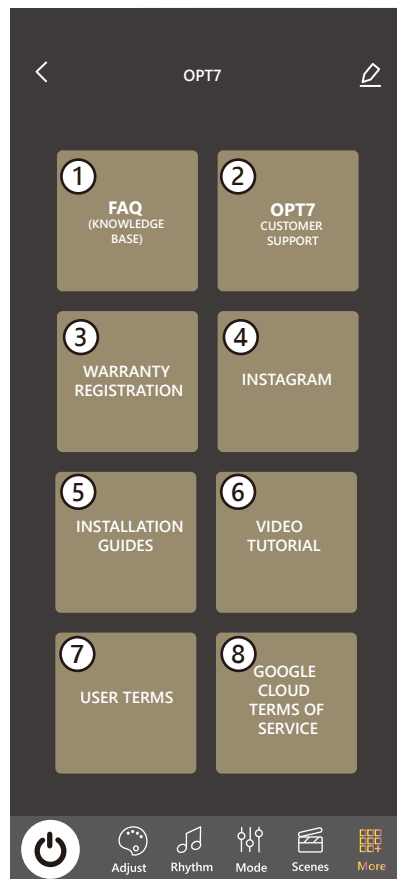 OPT7
1
FAQ
(KNOWLEDGE
BASE)
2
OPT7
CUSTOMER
SUPPORT
3
WARRANTY
REGISTRATION
4
INSTAGRAM
5
INSTALLATION
GUIDES
6
VIDEO
TUTORIAL
7
USER TERMS
8
GOOGLE
CLOUD
TERMS OF
SERVICE
Adjust
Rhythm
Mode
Scenes
More